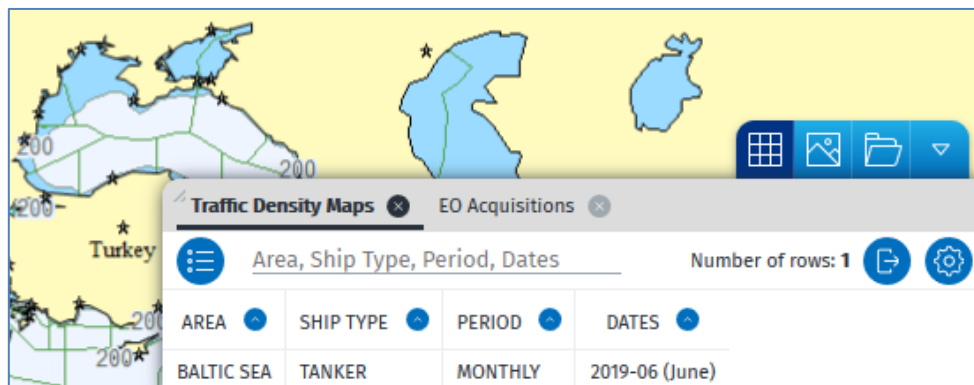 200
200
200
Turkey
200
200
Traffic Density Maps
EO Acquisitions
Area, Ship Type, Period, Dates
Number of rows: 1
AREA SHIP TYPE PERIOD DATES
BALTIC SEA TANKER MONTHLY 2019-06 (June)